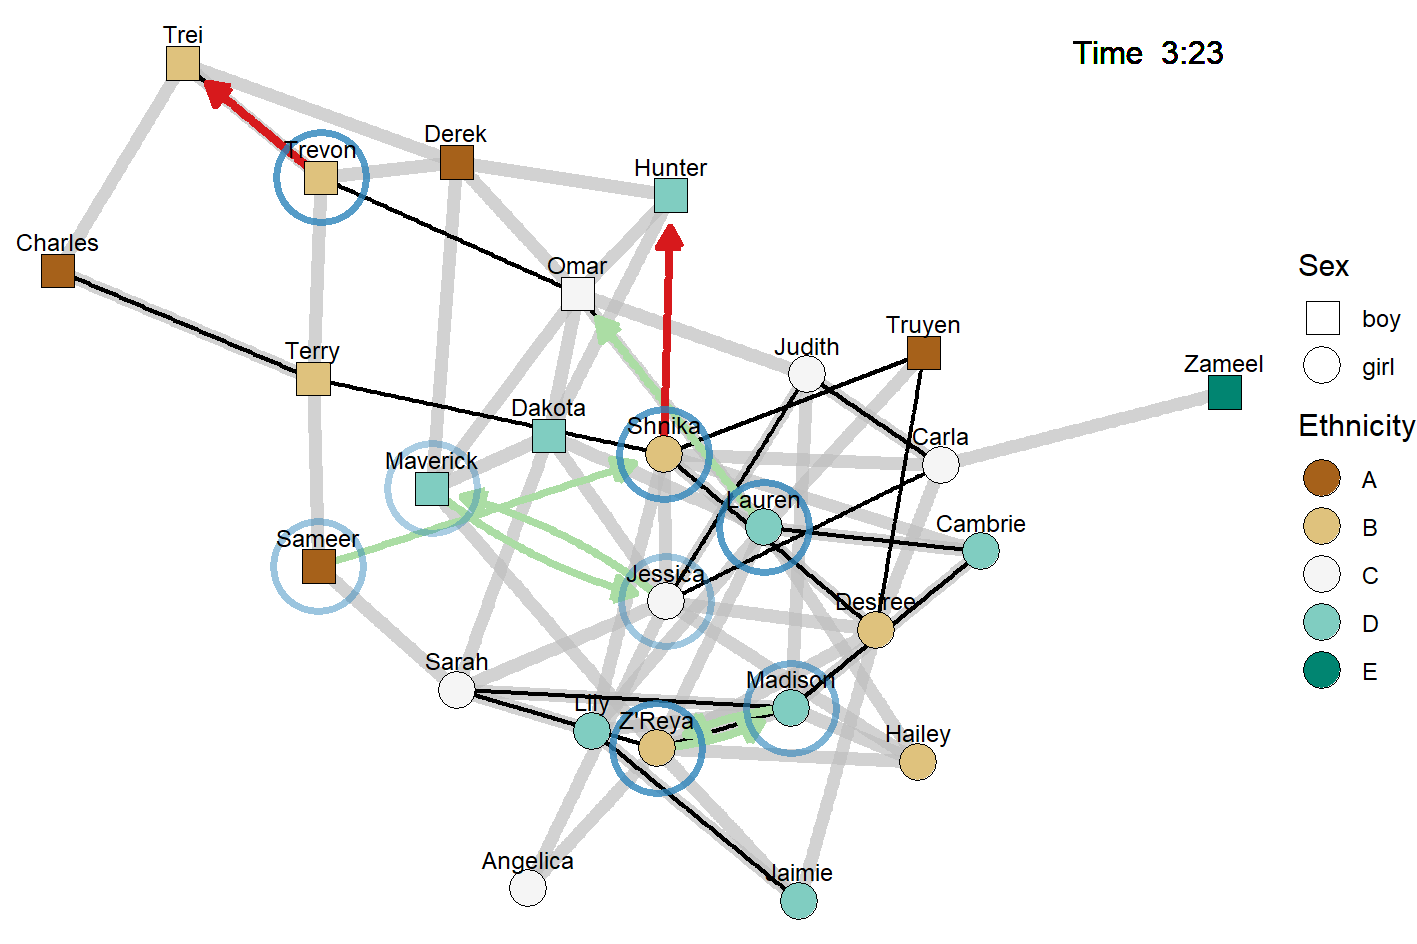 Trei
Time 3:23
Derek
Trevon
Hunter
Charles
Omar
Sex
boy
Truyen
Judith
Terry
Zameel
girl
Dakota
Shnika
Ethnicity
Carla
Maverick
A
Lauren
Cambrie
B
Sameer
Jessica
C
Desiree
D
Sarah
Madison
E
Lily
Z'Reya
Hailey
Angelica
Jaimie